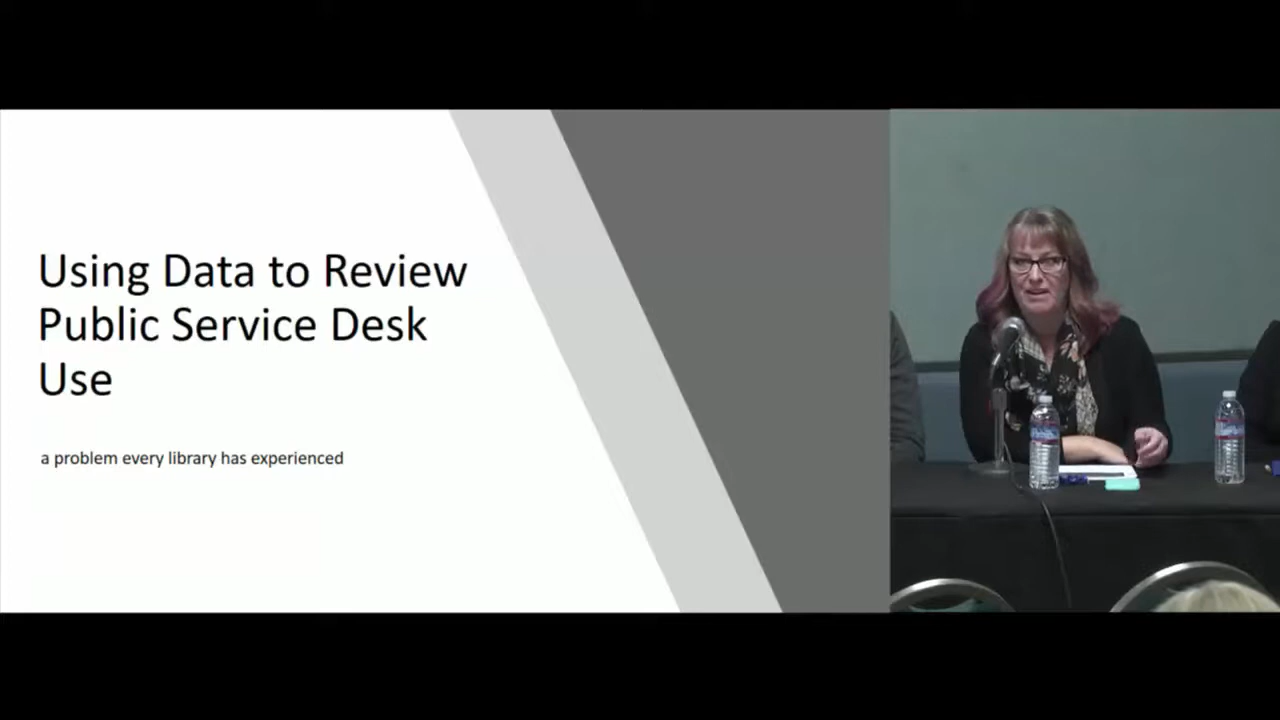 Using Data to Review
Public Service Desk
Use
a problem every library has experienced